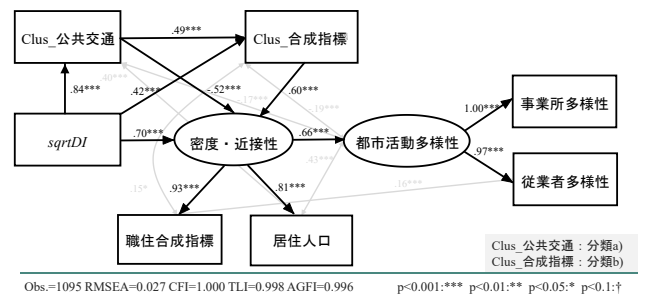 Clus_公共交通
.49***
Clus_合成指標
.40***
.84***
.42***
-.52***
-.17***
.60***
-.19***
事業所多様性
1.00***
sqrtDI
.70***
密度・近接性
.66***
都市活動多様性
.97***
従業者多様性
.43***
.15*
.93***
.81***
.16***
職住合成指標
居住人口
Clus_公共交通：分類a)
Clus_合成指標：分類b)
Obs.=1095 RMSEA=0.027 CFI=1.000 TLI=0.998 AGFI=0.996 p<0.001:*** p<0.01:** p<0.05:* p<0.1:†